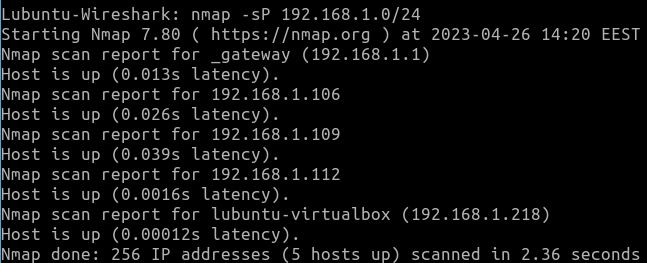 Lubuntu-Wireshark: nmap -sP 192.168.1.0/24
Starting Nmap 7.80 ( https://nmap.org ) at 2023-04-26 14:20 EEST
Nmap scan report for _gateway (192.168.1.1)
Host is up (0.013s latency).
Nmap scan report for 192.168.1.106
Host is up (0.026s latency).
Nmap scan report for 192.168.1.109
Host is up (0.039s latency).
Nmap scan report for 192.168.1.112
Host is up (0.0016s latency).
Nmap scan report for lubuntu-virtualbox (192.168.1.218)
Host is up (0.00012s latency).
Nmap done: 256 IP addresses (5 hosts up) scanned in 2.36 seconds